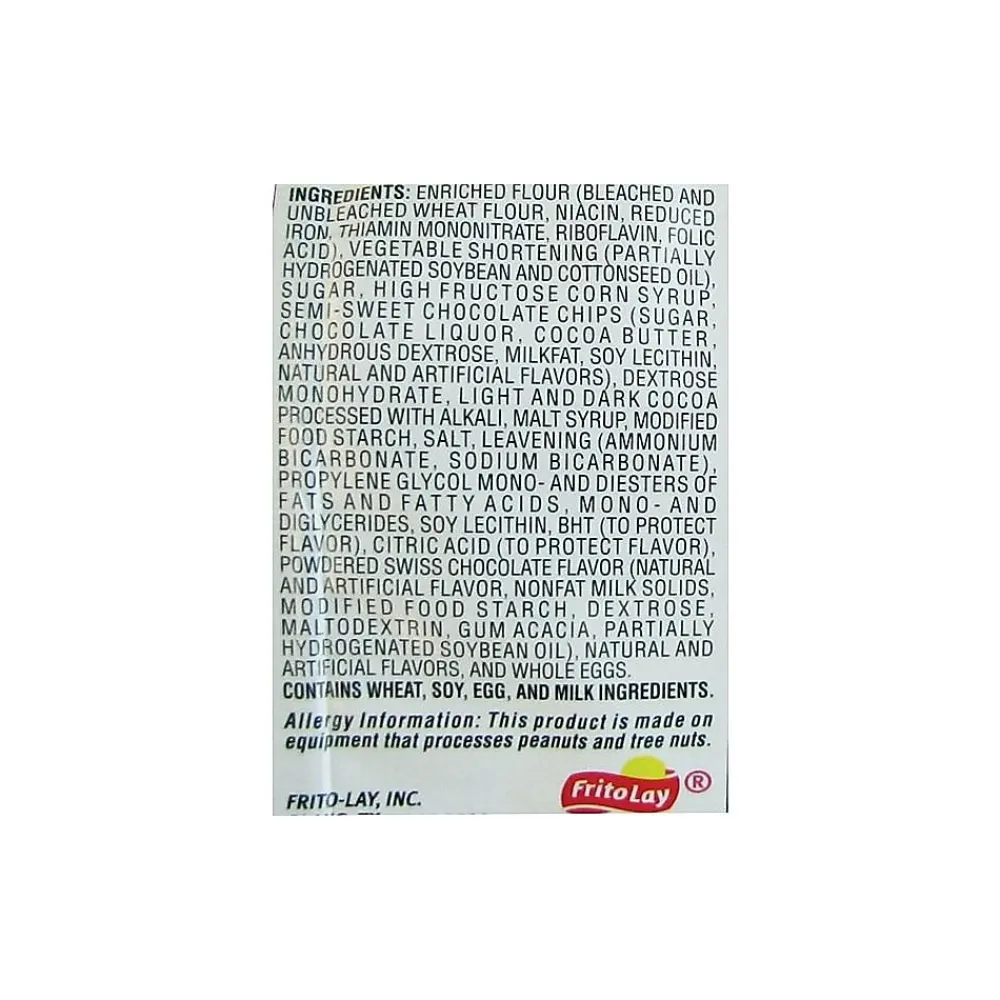 INGREDIENTS: ENRICHED FLOUR (BLEACHED AND
UNBLEACHED WHEAT FLOUR, NIACIN, REDUCED
IRON, THIAMIN MONONITRATE, RIBOFLAVIN, FOLIC
ACID), VEGETABLE SHORTENING (PARTIALLY
HYDROGENATED SOYBEAN AND COTTONSEED OIL),
SUGAR, HIGH FRUCTOSE CORN SYRUP,
SEMI-SWEET CHOCOLATE CHIPS (SUGAR,
CHOCOLATE LIQUOR, COCOA BUTTER,
ANHYDROUS DEXTROSE, MILKFAT, SOY LECITHIN,
NATURAL AND ARTIFICIAL FLAVORS), DEXTROSE
MONOHYDRATE, LIGHT AND DARK COCOA
PROCESSED WITH ALKALI, MALT SYRUP, MODIFIED
FOOD STARCH, SALT, LEAVENING (AMMONIUM
BICARBONATE, SODIUM BICARBONATE),
PROPYLENE GLYCOL MONO- AND DIESTERS OF
FATS AND FATTY ACIDS, MONO- AND
DIGLYCERIDES, SOY LECITHIN, BHT (TO PROTECT
FLAVOR), CITRIC ACID (TO PROTECT FLAVOR),
POWDERED SWISS CHOCOLATE FLAVOR (NATURAL
AND ARTIFICIAL FLAVOR, NONFAT MILK SOLIDS,
MODIFIED FOOD STARCH, DEXTROSE,
MALTODEXTRIN, GUM ACACIA, PARTIALLY
HYDROGENATED SOYBEAN OIL), NATURAL AND
ARTIFICIAL FLAVORS, AND WHOLE EGGS.
CONTAINS WHEAT, SOY, EGG, AND MILK INGREDIENTS.
Allergy Information: This product is made on
equipment that processes peanuts and tree nuts.
FRITO-LAY, INC.
FritoLay ®